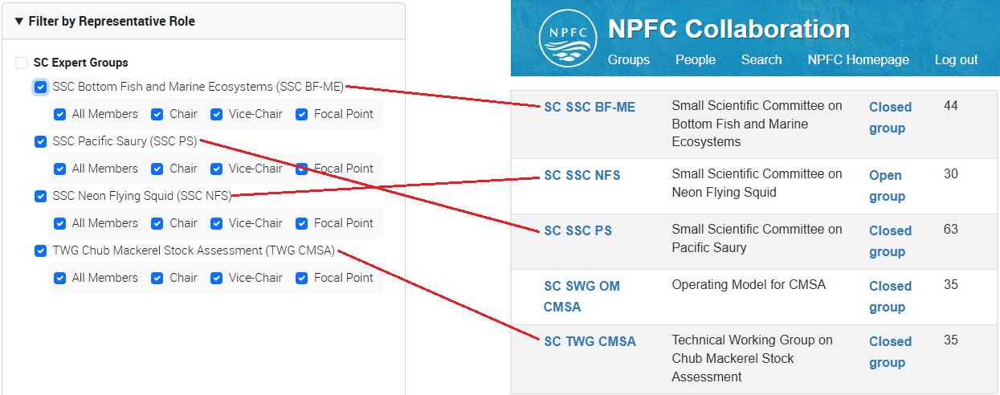 ▼ Filter by Representative Role
SC Expert Groups
SSC Bottom Fish and Marine Ecosystems (SSC BF-ME)
All Members Chair Vice-Chair Focal Point
SSC Pacific Saury (SSC PS)
All Members Chair Vice-Chair Focal Point
SSC Neon Flying Squid (SSC NFS)
All Members Chair Vice-Chair Focal Point
TWG Chub Mackerel Stock Assessment (TWG CMSA)
All Members Chair Vice-Chair Focal Point
NPFC
NPFC Collaboration
Groups People Search NPFC Homepage Log out
SC SSC BF-ME
Small Scientific Committee on
Bottom Fish and Marine
Ecosystems
Closed
group
44
SC SSC NFS
Small Scientific Committee on
Neon Flying Squid
Open
group
30
SC SSC PS
Small Scientific Committee on
Pacific Saury
Closed
group
63
SC SWG OM
CMSA
Operating Model for CMSA
Closed
group
35
SC TWG CMSA
Technical Working Group on
Chub Mackerel Stock
Assessment
Closed
group
35